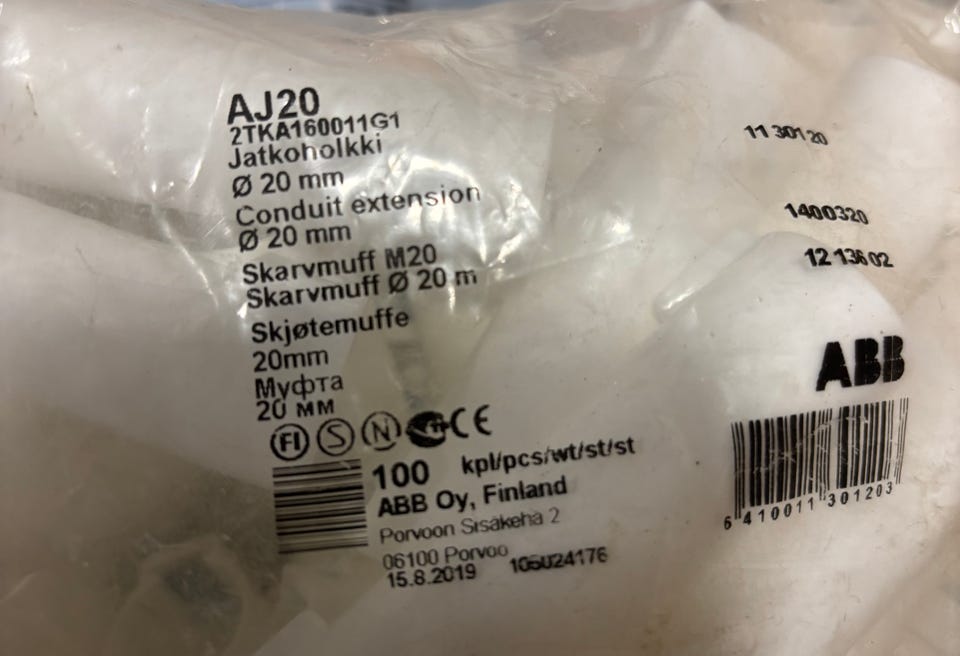 AJ20
2TKA160011G1
Jatkoholkki
Ø 20 mm
Conduit extension
Ø 20 mm
Skarvmuff M20
Skarvmuff Ø 20 m
Skjøtemuffe
20mm
Муфта
20 мм
FI S N CE
100 kpl/pcs/wt/st/st
ABB Oy, Finland
Porvoon Sisäkehä 2
06100 Porvoo
15.8.2019
11 301 20
1400320
12 136 02
ABB
6 410011 301203